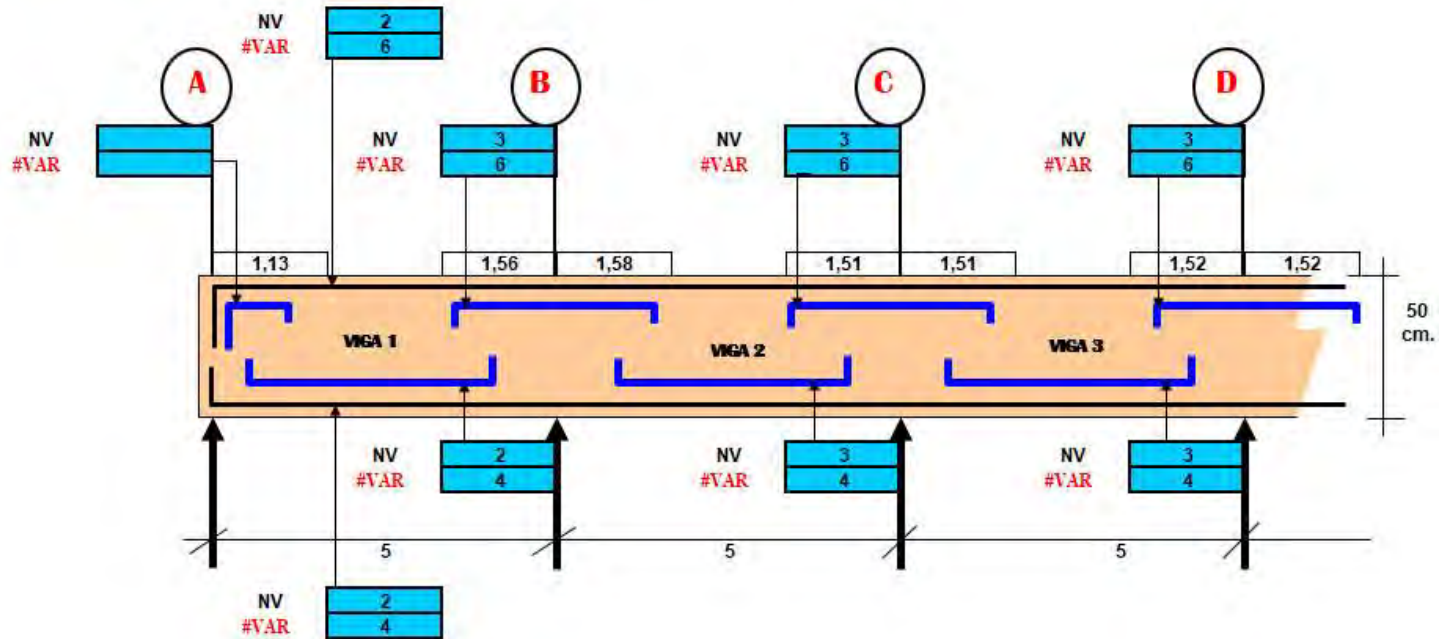 NV 2
#VAR 6
A B C D
NV NV 3 NV 3 NV 3
#VAR #VAR 6 #VAR 6 #VAR 6
1,13 1,56 1,58 1,51 1,51 1,52 1,52
50
cm.
VIGA 1 VIGA 2 VIGA 3
NV 2 NV 3 NV 3
#VAR 4 #VAR 4 #VAR 4
5 5 5
NV 2
#VAR 4